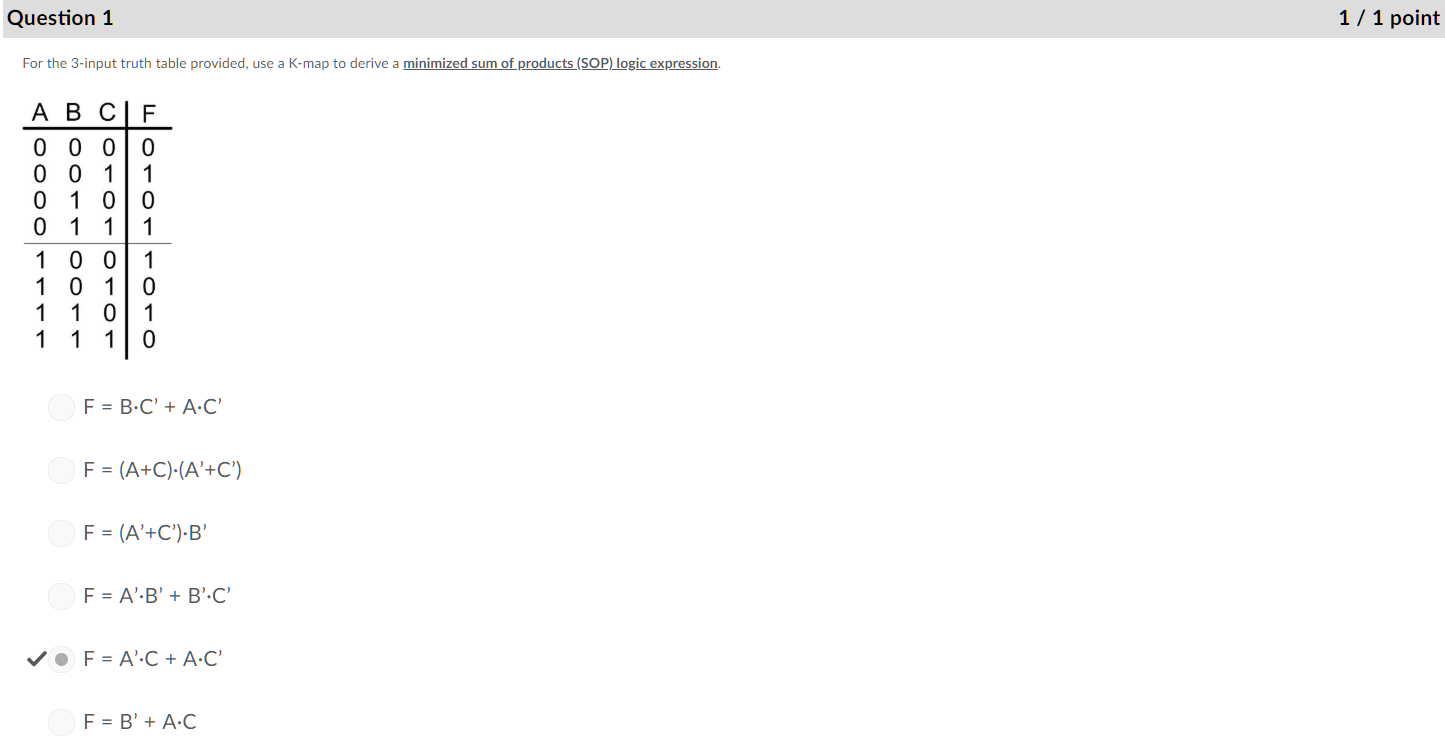 Question 1 1 / 1 point
For the 3-input truth table provided, use a K-map to derive a minimized sum of products (SOP) logic expression.
A B C F
0 0 0 0
0 0 1 1
0 1 0 0
0 1 1 1
1 0 0 1
1 0 1 0
1 1 0 1
1 1 1 0
F = B·C’ + A·C’
F = (A+C)·(A’+C’)
F = (A’+C’)·B’
F = A’·B’ + B’·C’
F = A’·C + A·C’
F = B’ + A·C